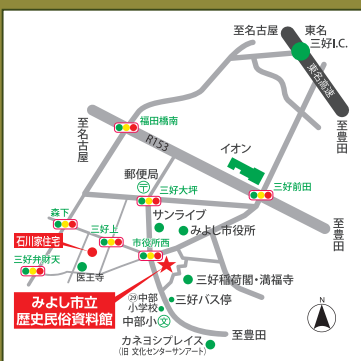 至名古屋
東名
三好I.C.
東名高速
至豊田
福田橋南
至名古屋
R153
イオン
郵便局
〒
三好大坪
三好前田
サンライブ
みよし市役所
至豊田
森下
三好上
市役所西
石川家住宅
三好弁財天
医王寺
みよし市立
歴史民俗資料館
三好稲荷閣・満福寺
㉙中部
小学校
三好バス停
中部小
文
至豊田
カネヨシプレイス
(旧 文化センターサンアート)
N